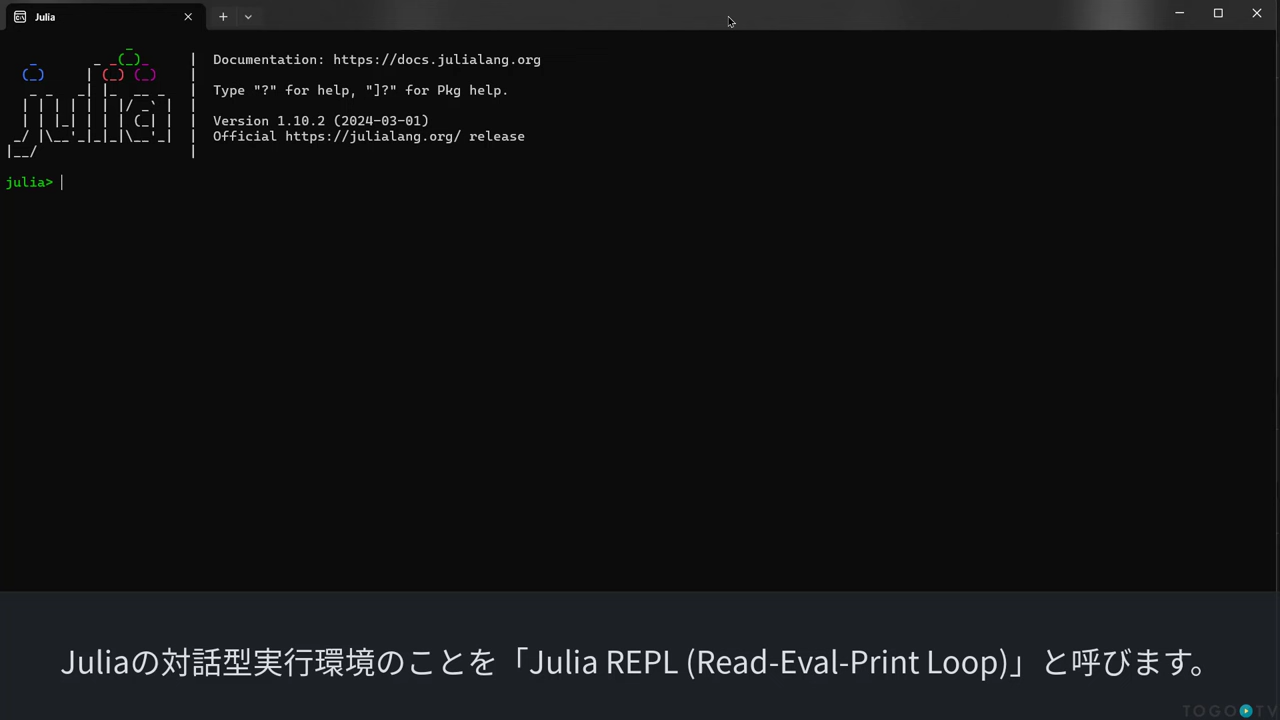 Julia
Documentation: https://docs.julialang.org
Type "?" for help, "]?" for Pkg help.
Version 1.10.2 (2024-03-01)
Official https://julialang.org/ release
julia>
Juliaの対話型実行環境のことを「Julia REPL (Read-Eval-Print Loop)」と呼びます。
TOGOTV